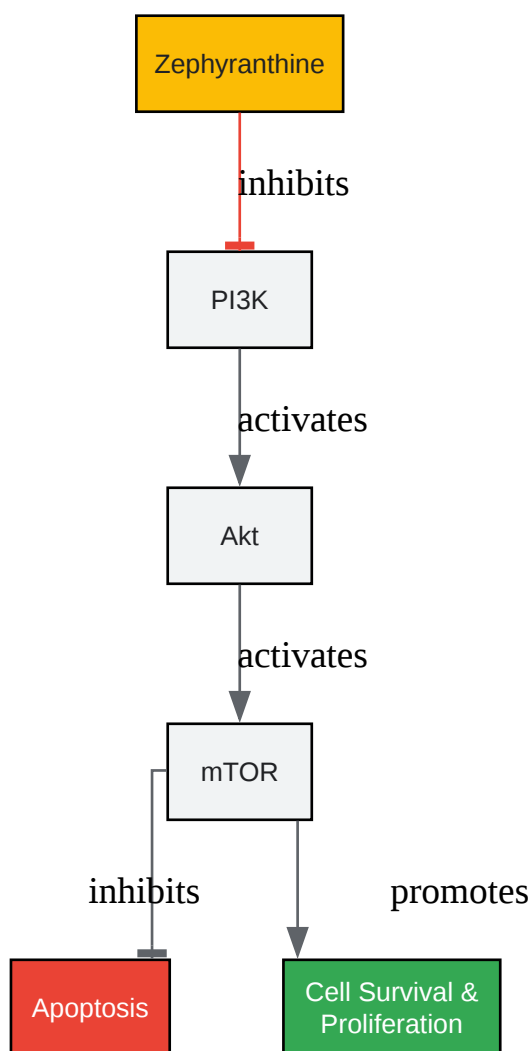 Zephyranthine
inhibits
PI3K
activates
Akt
activates
mTOR
inhibits
promotes
Apoptosis
Cell Survival &
Proliferation